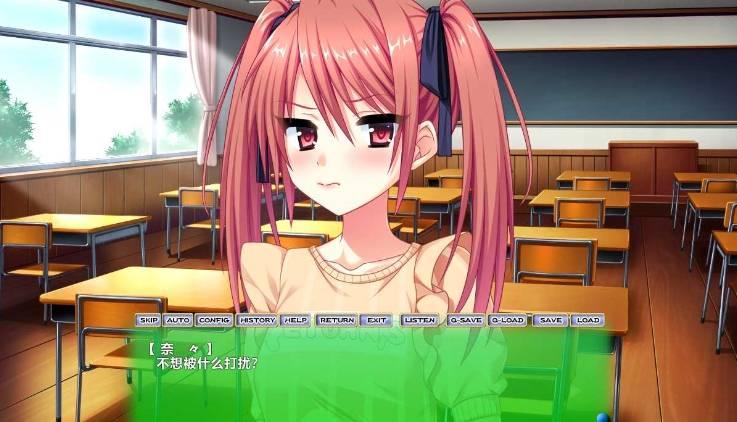 SKIP AUTO CONFIG HISTORY HELP RETURN EXIT LISTEN Q-SAVE Q-LOAD SAVE LOAD
【 奈　々 】
不想被什么打扰?